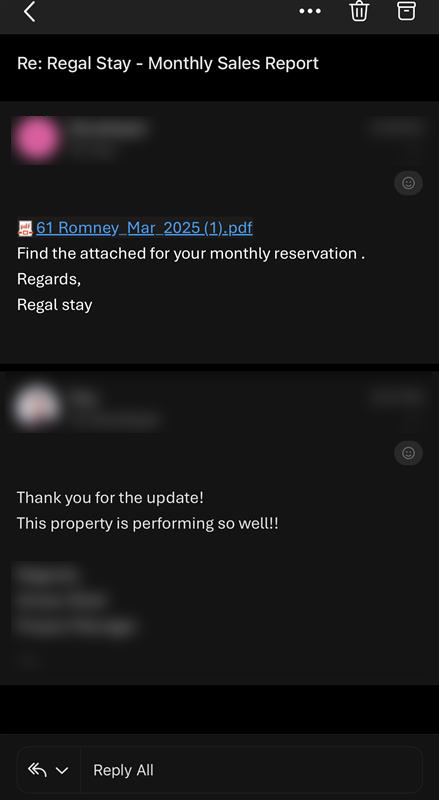 Re: Regal Stay - Monthly Sales Report
61 Romney_Mar_2025 (1).pdf
Find the attached for your monthly reservation .
Regards,
Regal stay
Thank you for the update!
This property is performing so well!!
Reply All